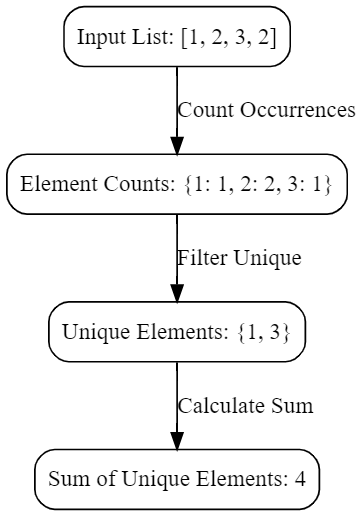 Input List: [1, 2, 3, 2]
Count Occurrences
Element Counts: {1: 1, 2: 2, 3: 1}
Filter Unique
Unique Elements: {1, 3}
Calculate Sum
Sum of Unique Elements: 4